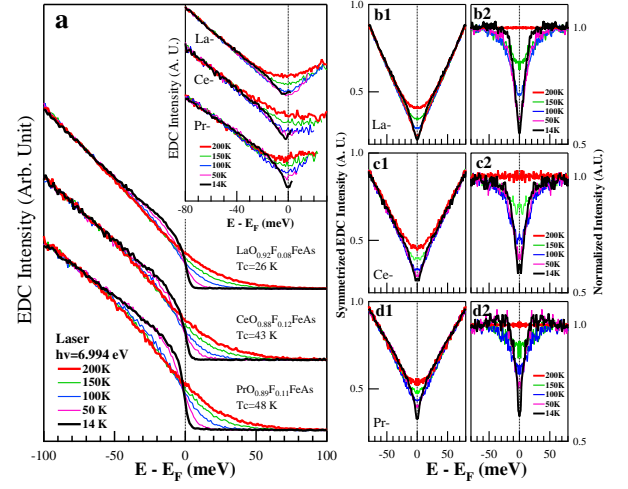 a
EDC Intensity (Arb. Unit)
E - E_F (meV)
-100
-50
0
50
100
LaO0.92F0.08FeAs
Tc=26 K
CeO0.88F0.12FeAs
Tc=43 K
PrO0.89F0.11FeAs
Tc=48 K
Laser
hν=6.994 eV
200K
150K
100K
50 K
14 K
EDC Intensity (A. U.)
La-
Ce-
Pr-
200K
150K
100K
50K
14K
-80
-40
0
E - E_F (meV)
Symmetrized EDC Intensity (A.U.)
b1
1.0
0.5
La-
b2
200K
150K
100K
50K
14K
1.0
0.5
c1
1.0
0.5
Ce-
c2
200K
150K
100K
50K
14K
1.0
0.5
d1
1.0
0.5
Pr-
d2
200K
150K
100K
50K
14K
1.0
0.5
Normalized Intensity (A.U.)
-50
0
50
-50
0
50
E - E_F (meV)